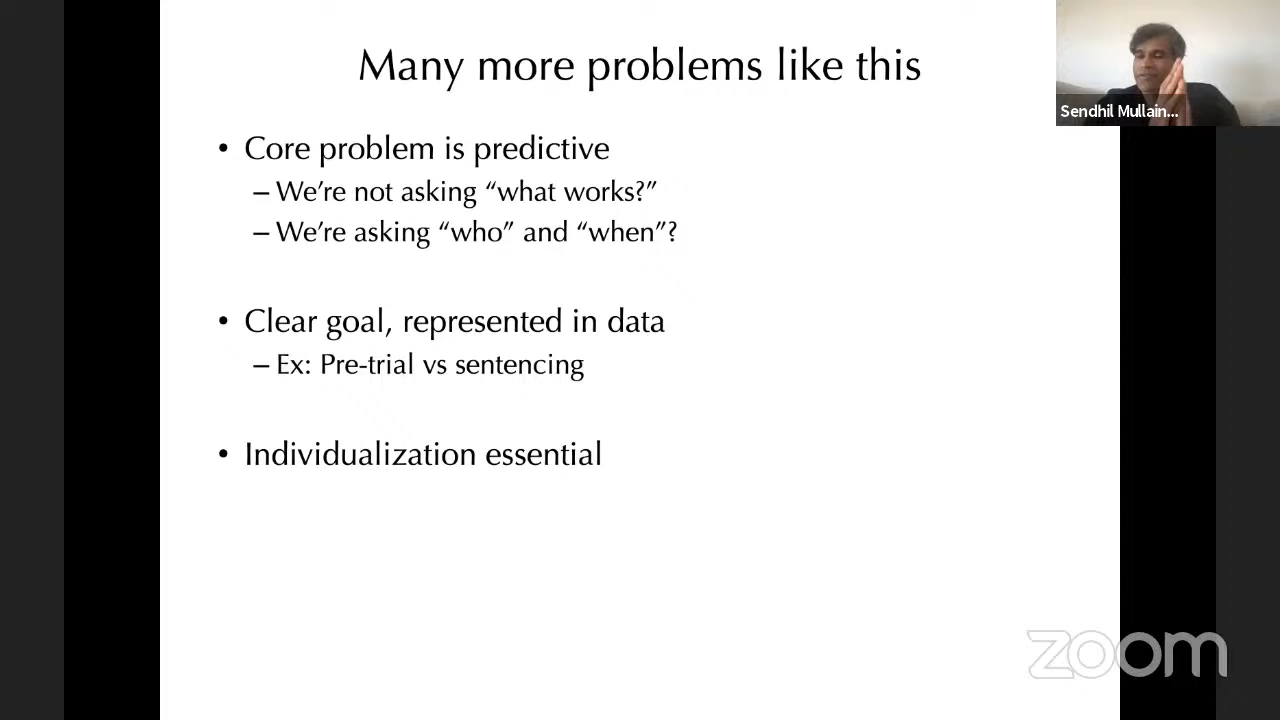 Many more problems like this
Sendhil Mullain...
• Core problem is predictive
– We’re not asking “what works?”
– We’re asking “who” and “when”?
• Clear goal, represented in data
– Ex: Pre-trial vs sentencing
• Individualization essential
zoom